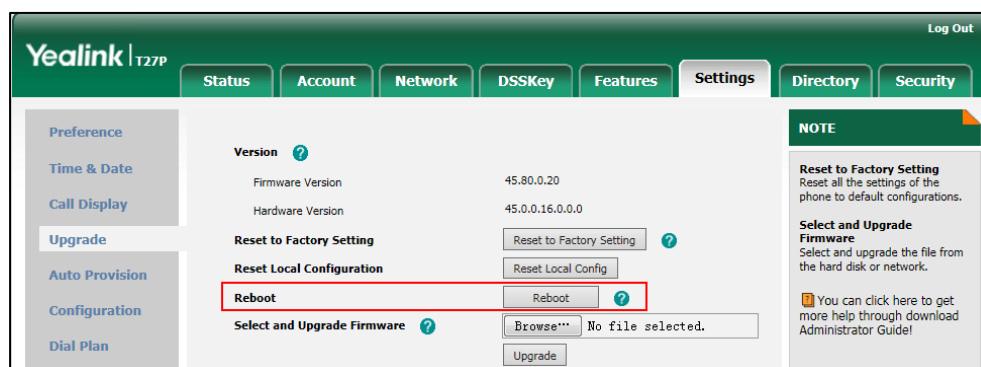 Log Out
Yealink T27P
Status Account Network DSSKey Features Settings Directory Security
Preference
Time & Date
Call Display
Upgrade
Auto Provision
Configuration
Dial Plan
Version ?
Firmware Version 45.80.0.20
Hardware Version 45.0.0.16.0.0.0
Reset to Factory Setting Reset to Factory Setting ?
Reset Local Configuration Reset Local Config
Reboot Reboot ?
Select and Upgrade Firmware ? Browse... No file selected.
Upgrade
NOTE
Reset to Factory Setting
Reset all the settings of the
phone to default configurations.
Select and Upgrade
Firmware
Select and upgrade the file from
the hard disk or network.
? You can click here to get
more help through download
Administrator Guide!